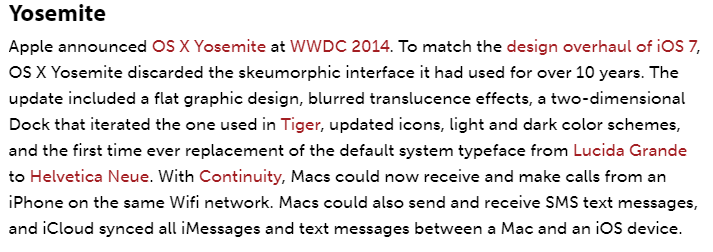 Yosemite
Apple announced OS X Yosemite at WWDC 2014. To match the design overhaul of iOS 7,
OS X Yosemite discarded the skeumorphic interface it had used for over 10 years. The
update included a flat graphic design, blurred translucence effects, a two-dimensional
Dock that iterated the one used in Tiger, updated icons, light and dark color schemes,
and the first time ever replacement of the default system typeface from Lucida Grande
to Helvetica Neue. With Continuity, Macs could now receive and make calls from an
iPhone on the same Wifi network. Macs could also send and receive SMS text messages,
and iCloud synced all iMessages and text messages between a Mac and an iOS device.